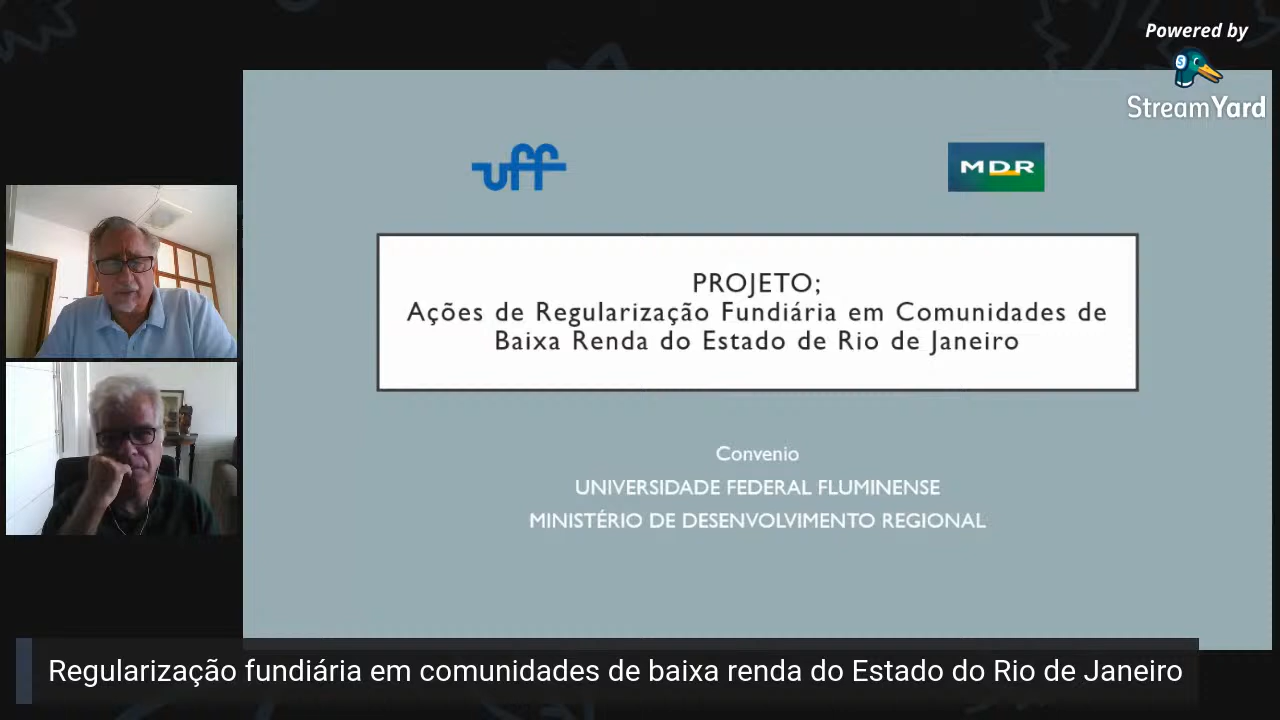 Powered by
StreamYard
uff
MDR
PROJETO;
Ações de Regularização Fundiária em Comunidades de
Baixa Renda do Estado de Rio de Janeiro
Convenio
UNIVERSIDADE FEDERAL FLUMINENSE
MINISTÉRIO DE DESENVOLVIMENTO REGIONAL
Regularização fundiária em comunidades de baixa renda do Estado do Rio de Janeiro